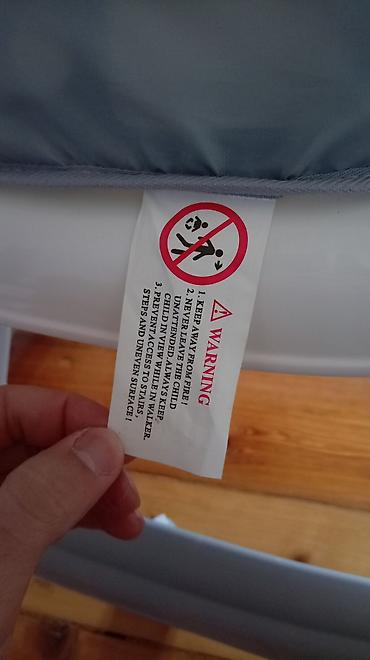 WARNING
1. KEEP AWAY FROM FIRE !
2. NEVER LEAVE THE CHILD
UNATTENDED. ALWAYS KEEP
CHILD IN VIEW WHILE IN WALKER.
3. PREVENT ACCESS TO STAIRS,
STEPS AND UNEVEN SURFACE !